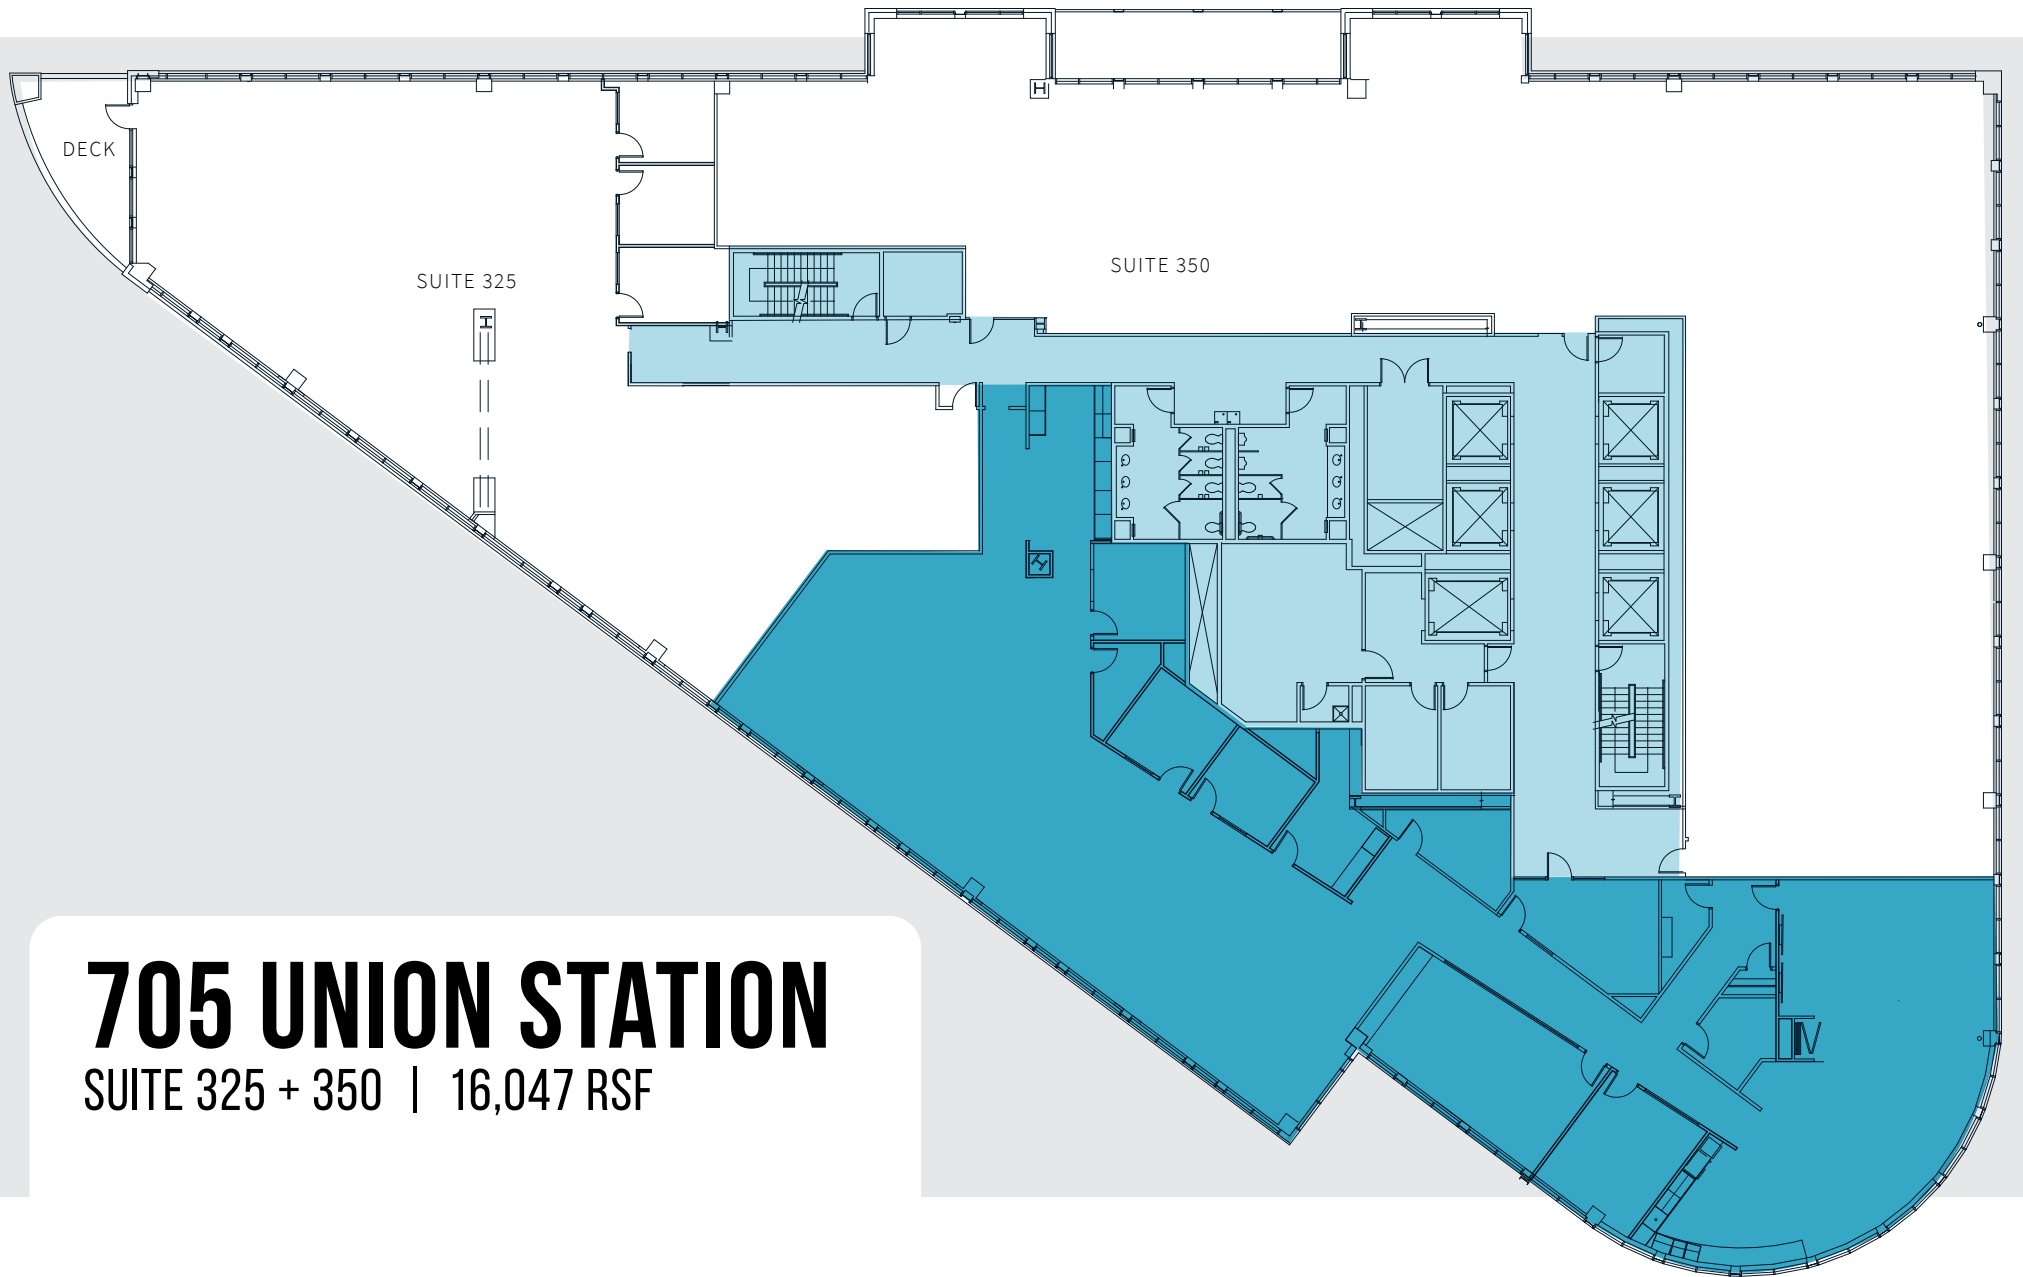 DECK
SUITE 325
SUITE 350
705 UNION STATION
SUITE 325 + 350 | 16,047 RSF